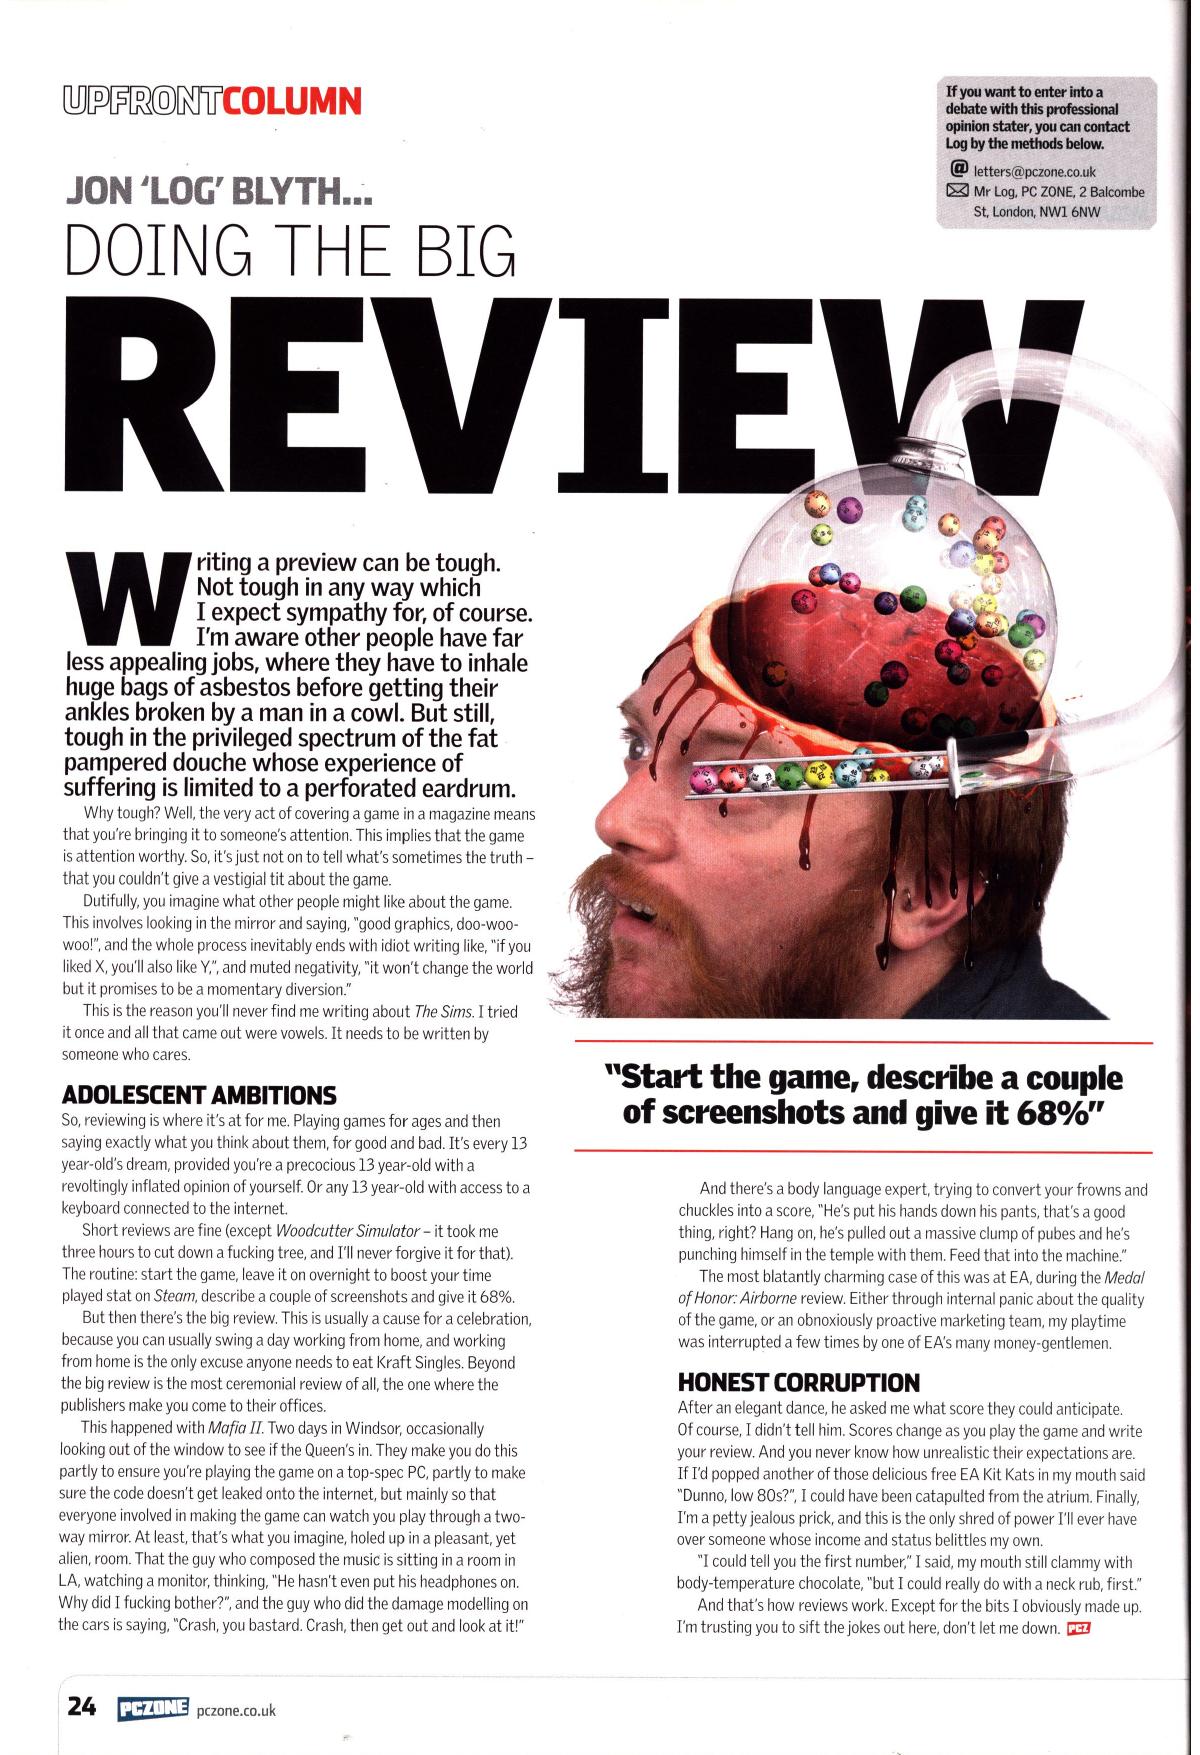 UPFRONTCOLUMN
If you want to enter into a
debate with this professional
opinion stater, you can contact
Log by the methods below.
@ letters@pczone.co.uk
Mr Log, PC ZONE, 2 Balcombe
St, London, NW1 6NW
JON ‘LOG’ BLYTH...
DOING THE BIG
REVIEW
Writing a preview can be tough.
Not tough in any way which
I expect sympathy for, of course.
I’m aware other people have far
less appealing jobs, where they have to inhale
huge bags of asbestos before getting their
ankles broken by a man in a cowl. But still,
tough in the privileged spectrum of the fat
pampered douche whose experience of
suffering is limited to a perforated eardrum.
Why tough? Well, the very act of covering a game in a magazine means
that you’re bringing it to someone’s attention. This implies that the game
is attention worthy. So, it’s just not on to tell what’s sometimes the truth –
that you couldn’t give a vestigial tit about the game.
Dutifully, you imagine what other people might like about the game.
This involves looking in the mirror and saying, “good graphics, doo-woo-
woo!”, and the whole process inevitably ends with idiot writing like, “if you
liked X, you’ll also like Y,”, and muted negativity, “it won’t change the world
but it promises to be a momentary diversion.”
This is the reason you’ll never find me writing about The Sims. I tried
it once and all that came out were vowels. It needs to be written by
someone who cares.
ADOLESCENT AMBITIONS
So, reviewing is where it’s at for me. Playing games for ages and then
saying exactly what you think about them, for good and bad. It’s every 13
year-old’s dream, provided you’re a precocious 13 year-old with a
revoltingly inflated opinion of yourself. Or any 13 year-old with access to a
keyboard connected to the internet.
Short reviews are fine (except Woodcutter Simulator – it took me
three hours to cut down a fucking tree, and I’ll never forgive it for that).
The routine: start the game, leave it on overnight to boost your time
played stat on Steam, describe a couple of screenshots and give it 68%.
But then there’s the big review. This is usually a cause for a celebration,
because you can usually swing a day working from home, and working
from home is the only excuse anyone needs to eat Kraft Singles. Beyond
the big review is the most ceremonial review of all, the one where the
publishers make you come to their offices.
This happened with Mafia II. Two days in Windsor, occasionally
looking out of the window to see if the Queen’s in. They make you do this
partly to ensure you’re playing the game on a top-spec PC, partly to make
sure the code doesn’t get leaked onto the internet, but mainly so that
everyone involved in making the game can watch you play through a two-
way mirror. At least, that’s what you imagine, holed up in a pleasant, yet
alien, room. That the guy who composed the music is sitting in a room in
LA, watching a monitor, thinking, “He hasn’t even put his headphones on.
Why did I fucking bother?”, and the guy who did the damage modelling on
the cars is saying, “Crash, you bastard. Crash, then get out and look at it!”
“Start the game, describe a couple
of screenshots and give it 68%”
And there’s a body language expert, trying to convert your frowns and
chuckles into a score, “He’s put his hands down his pants, that’s a good
thing, right? Hang on, he’s pulled out a massive clump of pubes and he’s
punching himself in the temple with them. Feed that into the machine.”
The most blatantly charming case of this was at EA, during the Medal
of Honor: Airborne review. Either through internal panic about the quality
of the game, or an obnoxiously proactive marketing team, my playtime
was interrupted a few times by one of EA’s many money-gentlemen.
HONEST CORRUPTION
After an elegant dance, he asked me what score they could anticipate.
Of course, I didn’t tell him. Scores change as you play the game and write
your review. And you never know how unrealistic their expectations are.
If I’d popped another of those delicious free EA Kit Kats in my mouth said
“Dunno, low 80s?”, I could have been catapulted from the atrium. Finally,
I’m a petty jealous prick, and this is the only shred of power I’ll ever have
over someone whose income and status belittles my own.
“I could tell you the first number,” I said, my mouth still clammy with
body-temperature chocolate, “but I could really do with a neck rub, first.”
And that’s how reviews work. Except for the bits I obviously made up.
I’m trusting you to sift the jokes out here, don’t let me down. PCZ
24 PCZONE pczone.co.uk